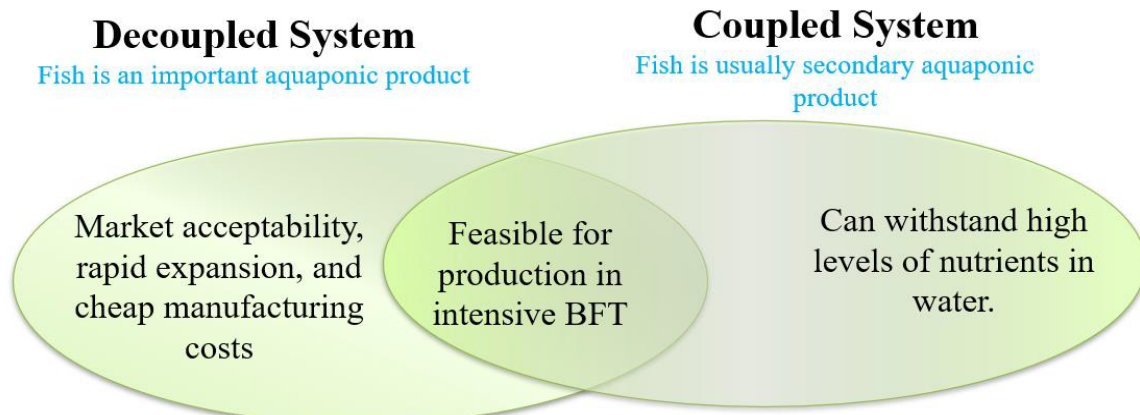 Decoupled System
Fish is an important aquaponic product
Coupled System
Fish is usually secondary aquaponic
product
Market acceptability,
rapid expansion, and
cheap manufacturing
costs
Feasible for
production in
intensive BFT
Can withstand high
levels of nutrients in
water.